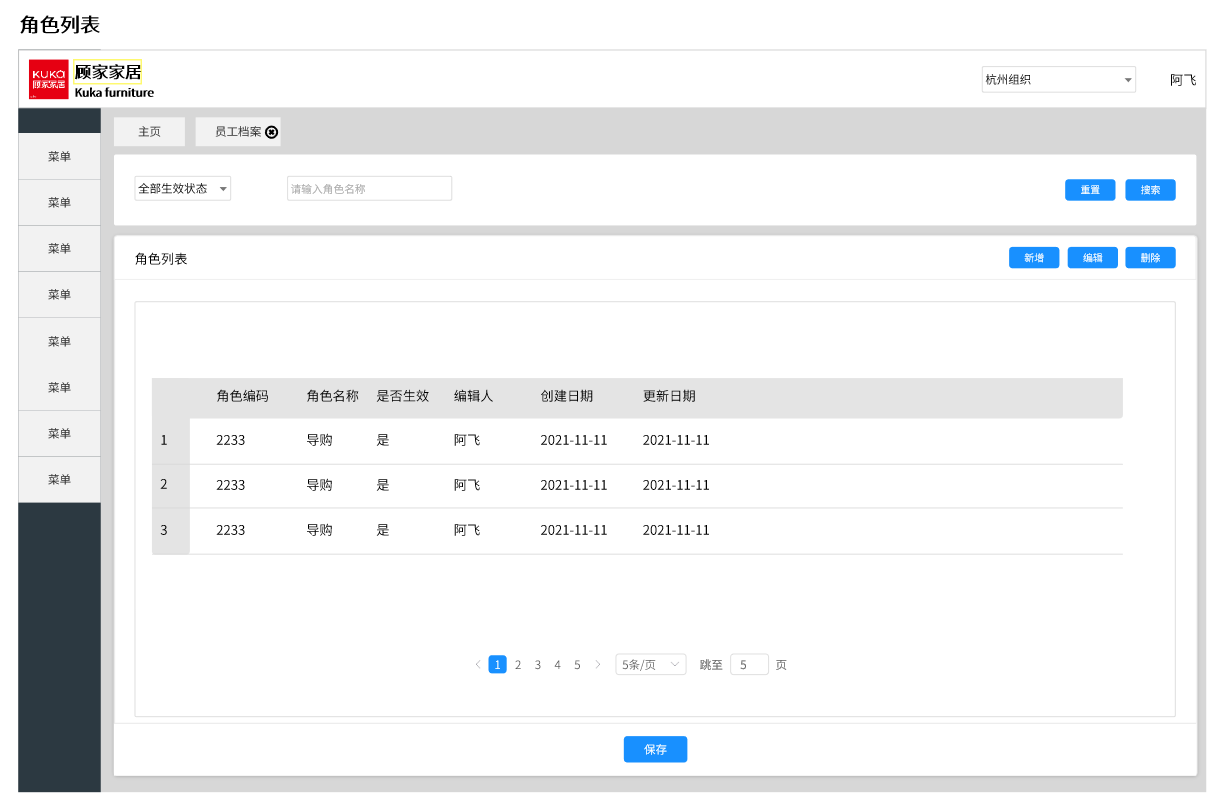 角色列表
KUKa
顾家家居
顾家家居
Kuka furniture
杭州组织
阿飞
主页
员工档案
菜单
菜单
菜单
菜单
菜单
菜单
菜单
菜单
全部生效状态
请输入角色名称
重置
搜索
角色列表
新增
编辑
删除
角色编码 角色名称 是否生效 编辑人 创建日期 更新日期
1 2233 导购 是 阿飞 2021-11-11 2021-11-11
2 2233 导购 是 阿飞 2021-11-11 2021-11-11
3 2233 导购 是 阿飞 2021-11-11 2021-11-11
1 2 3 4 5 5条/页 跳至 5 页
保存